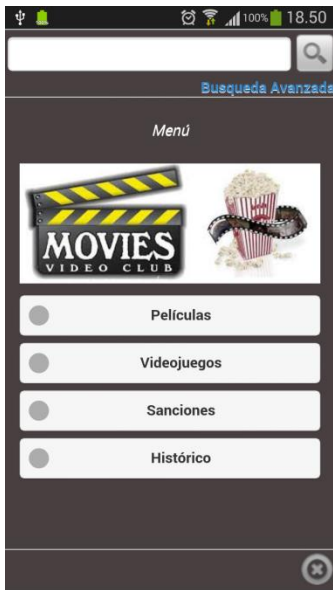 100% 18.50
Busqueda Avanzada
Menú
MOVIES
VIDEO CLUB
Películas
Videojuegos
Sanciones
Histórico